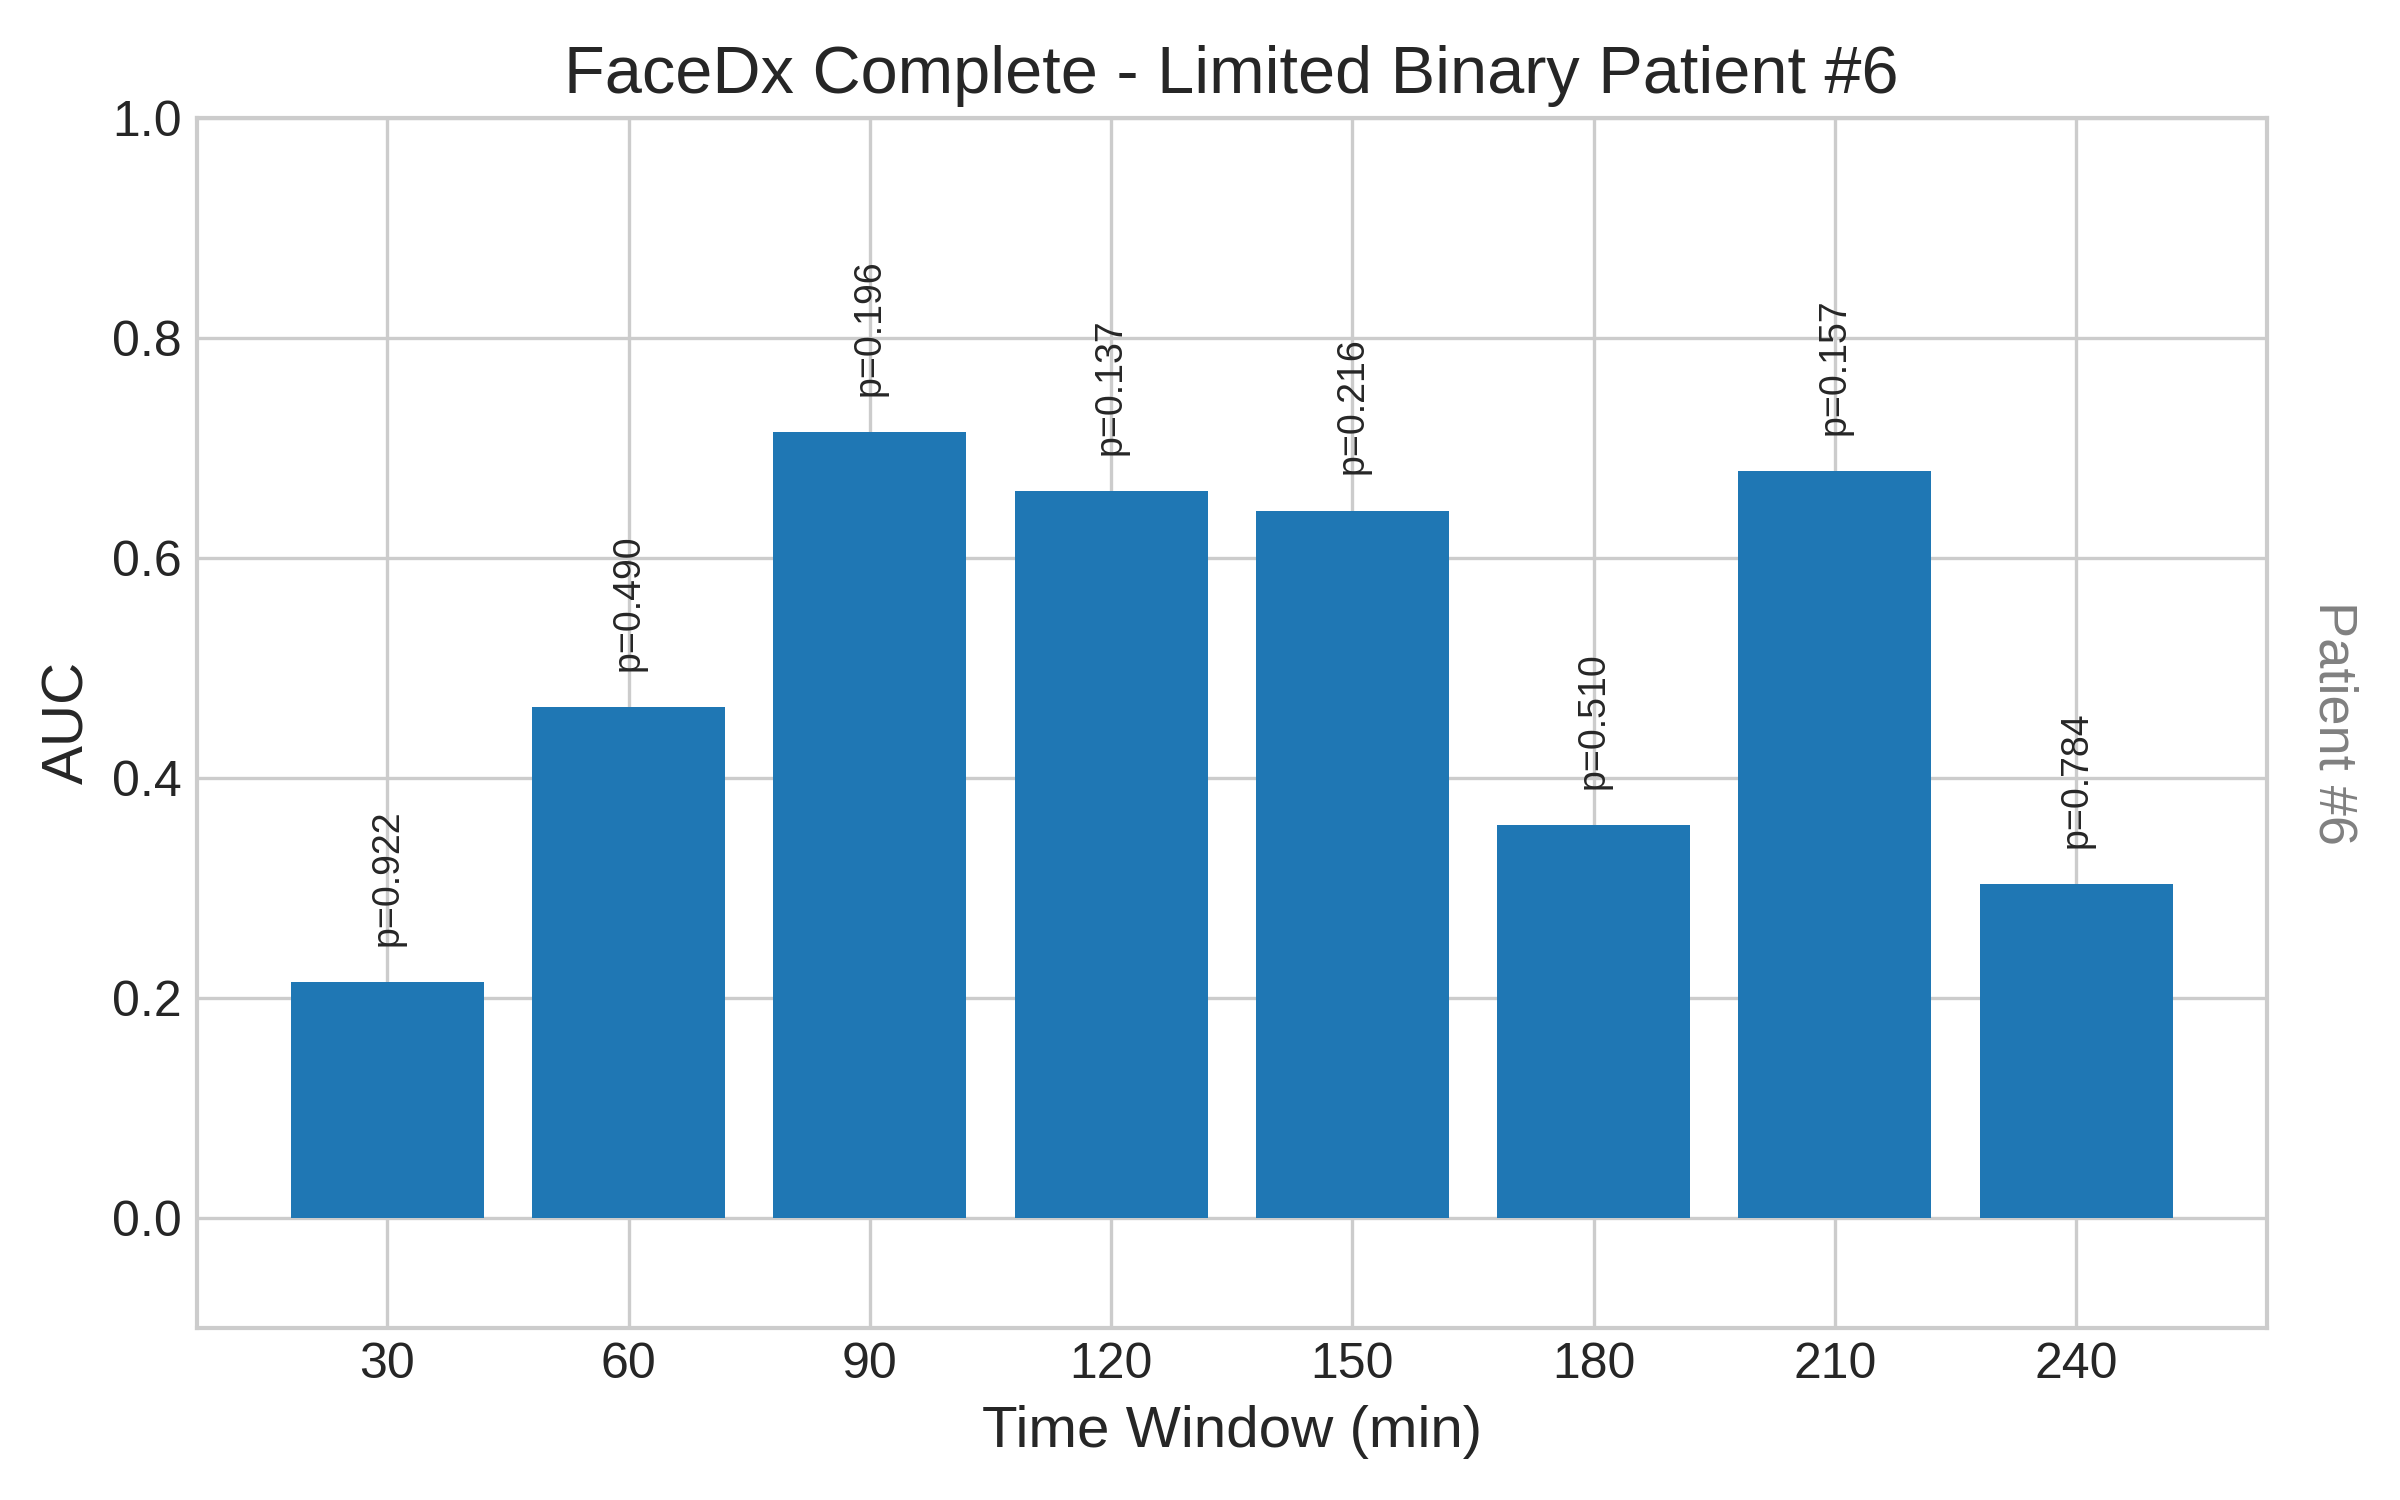 FaceDx Complete - Limited Binary Patient #6
1.0
0.8
0.6
0.4
0.2
0.0
AUC
p=0.922
p=0.490
p=0.196
p=0.137
p=0.216
p=0.510
p=0.157
p=0.784
30
60
90
120
150
180
210
240
Time Window (min)
Patient #6